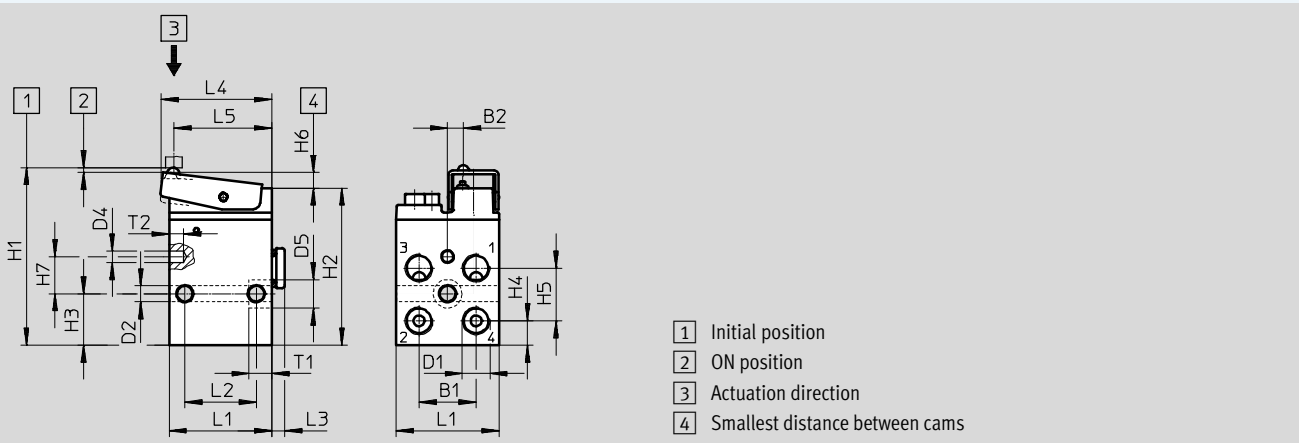 3
1
2
L4
4
L5
H6
B2
H1
D4
T2
D5
H2
H7
H3
D2
T1
L2
L1
L3
3
1
H4
H5
2
4
D1
B1
L1
1 Initial position
2 ON position
3 Actuation direction
4 Smallest distance between cams